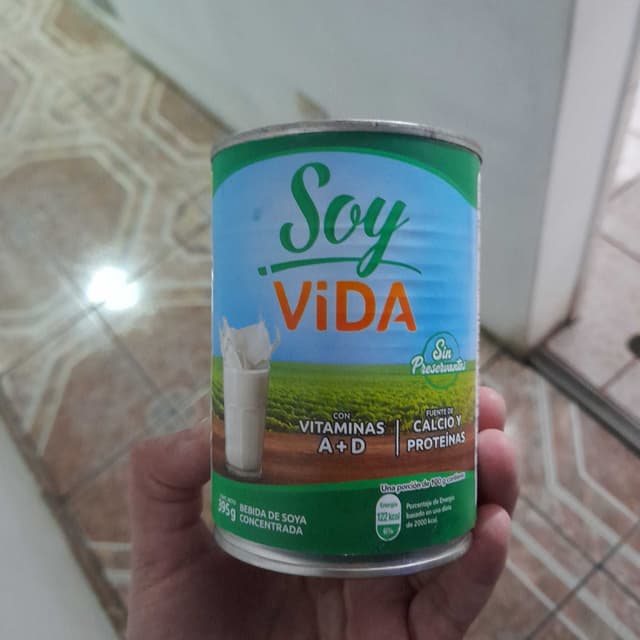 Soy
ViDA
Sin
Preservantes
CON
VITAMINAS
A+D
FUENTE DE
CALCIO Y
PROTEÍNAS
Una porción de 100 g contiene
395g
BEBIDA DE SOYA
CONCENTRADA
Energía
122 kcal
6%
Porcentaje de Energía
basado en una dieta
de 2000 kcal.